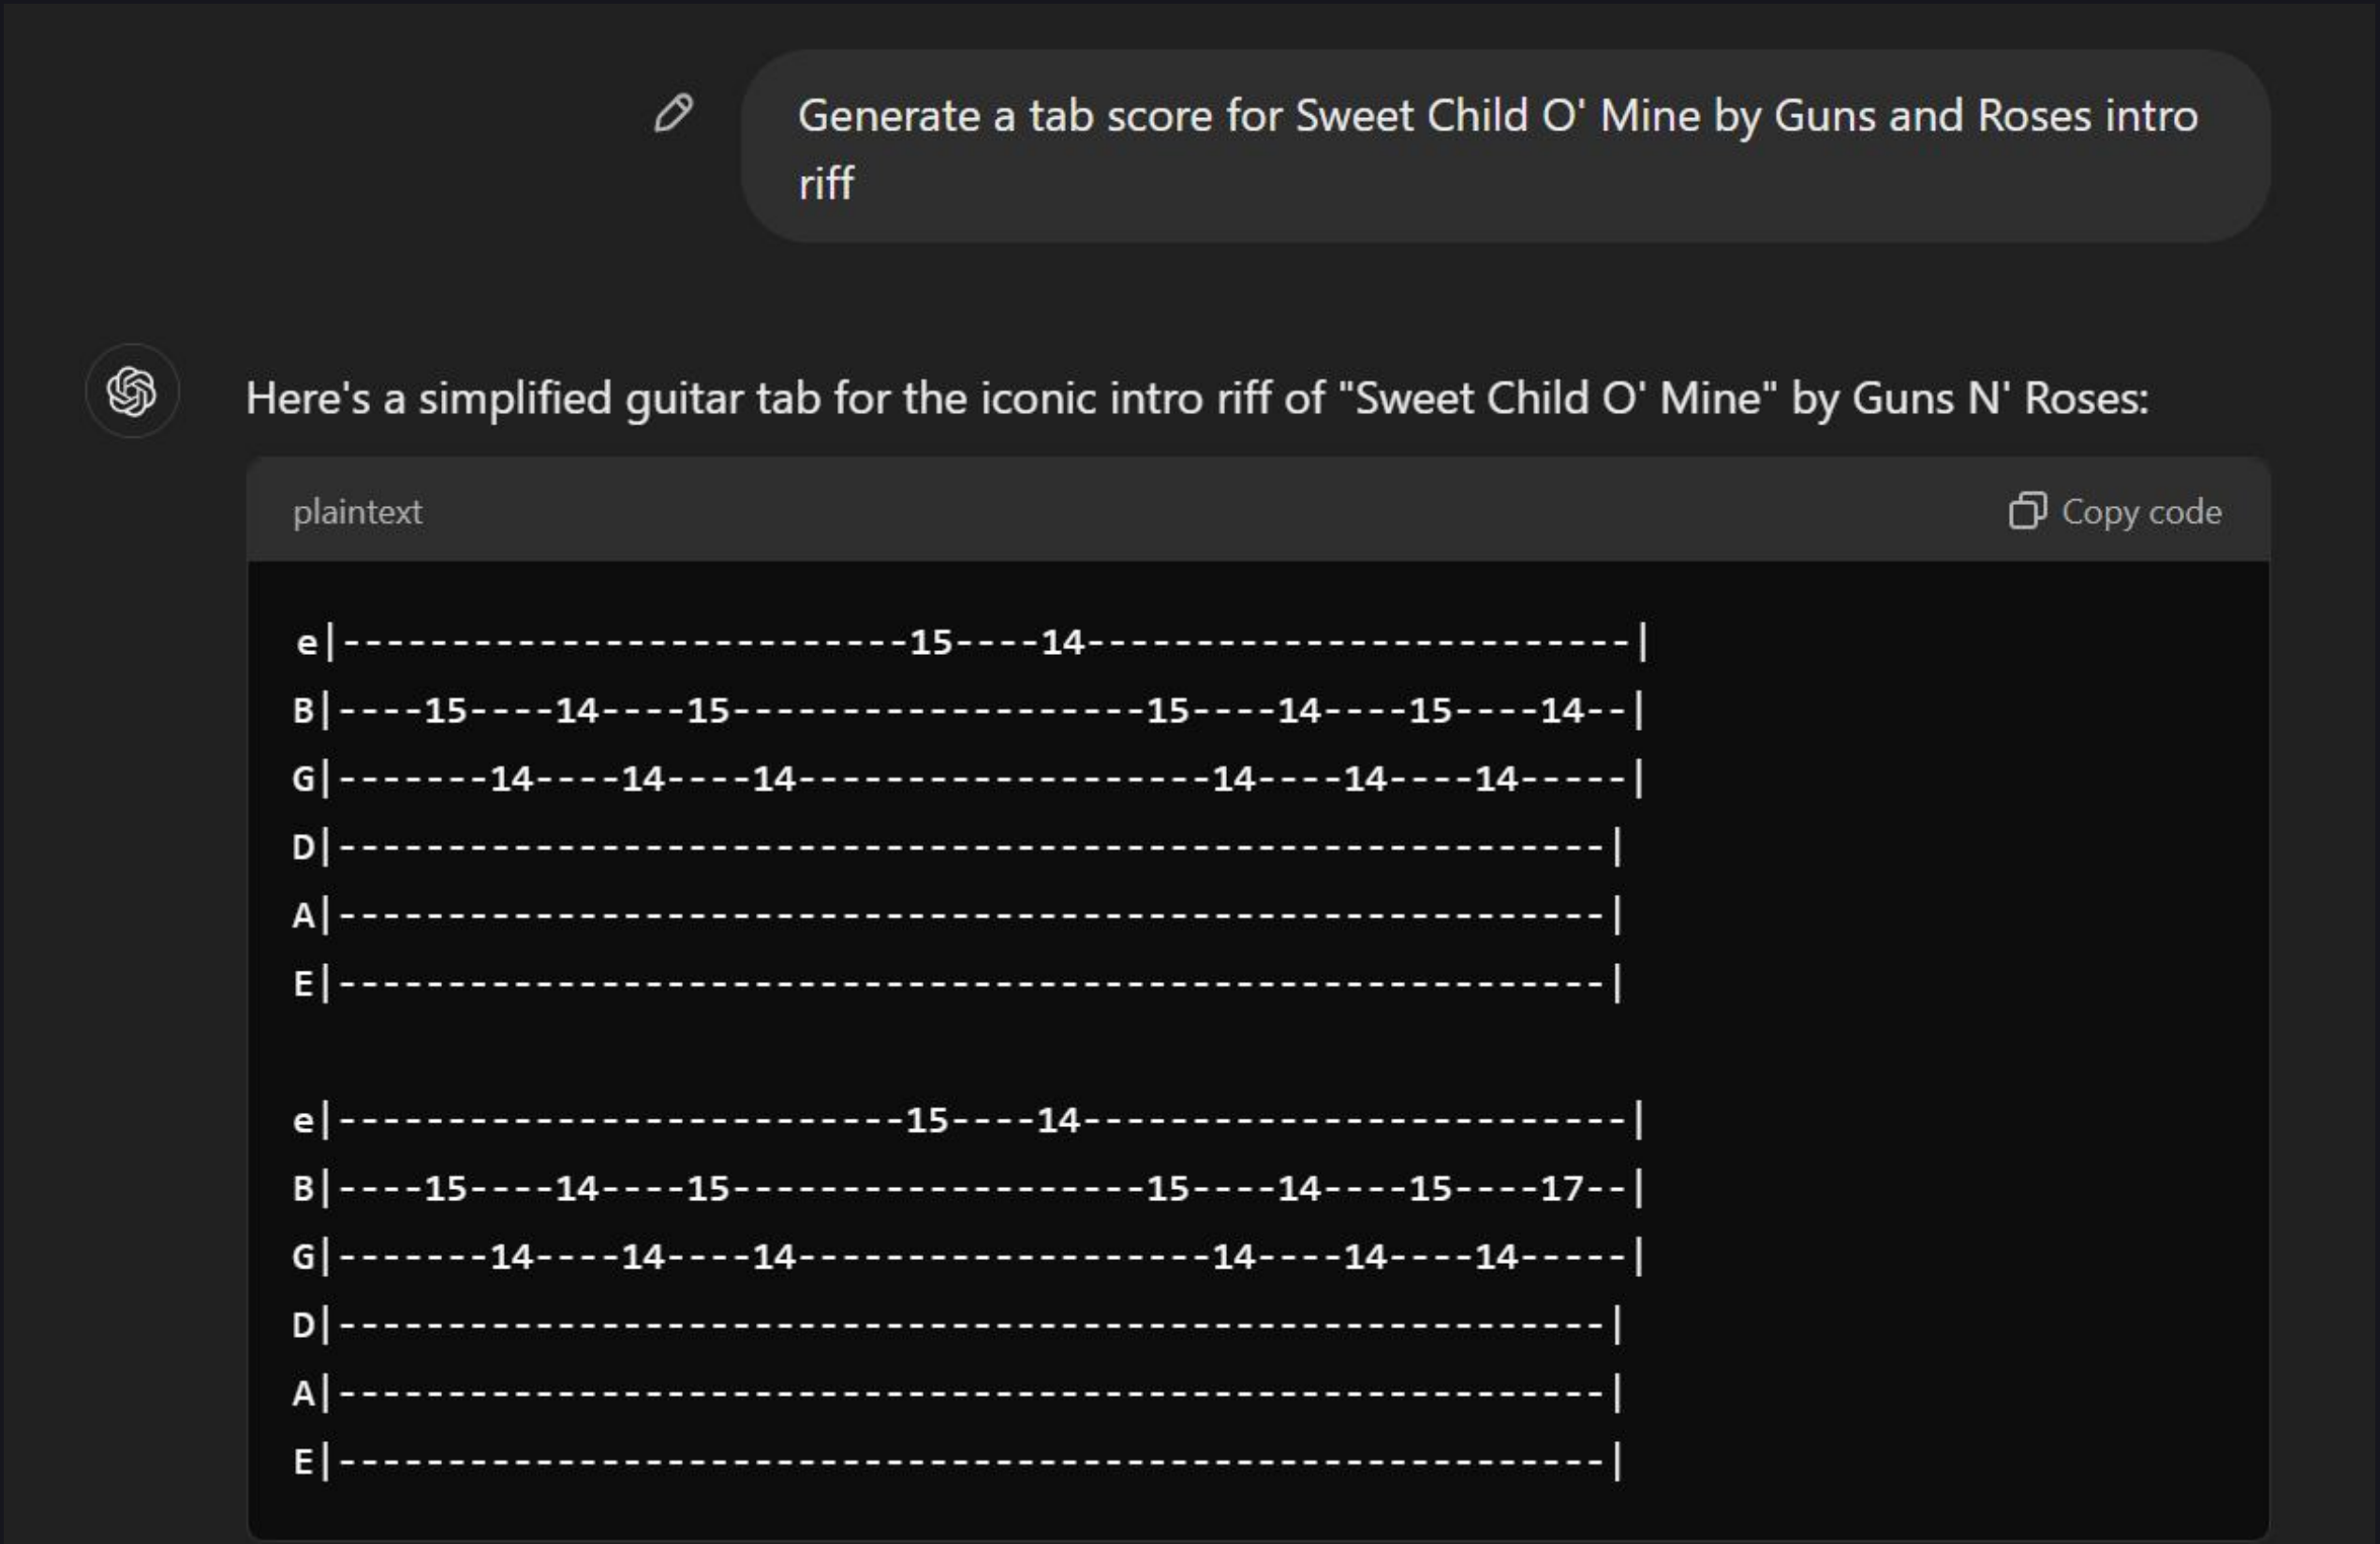 Generate a tab score for Sweet Child O' Mine by Guns and Roses intro
riff
Here's a simplified guitar tab for the iconic intro riff of "Sweet Child O' Mine" by Guns N' Roses:
plaintext
Copy code
e|--------------------------15----14-------------------------|
B|----15----14----15-------------------15----14----15----14--|
G|-------14----14----14-------------------14----14----14-----|
D|----------------------------------------------------------|
A|----------------------------------------------------------|
E|----------------------------------------------------------|
e|--------------------------15----14-------------------------|
B|----15----14----15-------------------15----14----15----17--|
G|-------14----14----14-------------------14----14----14-----|
D|----------------------------------------------------------|
A|----------------------------------------------------------|
E|----------------------------------------------------------|